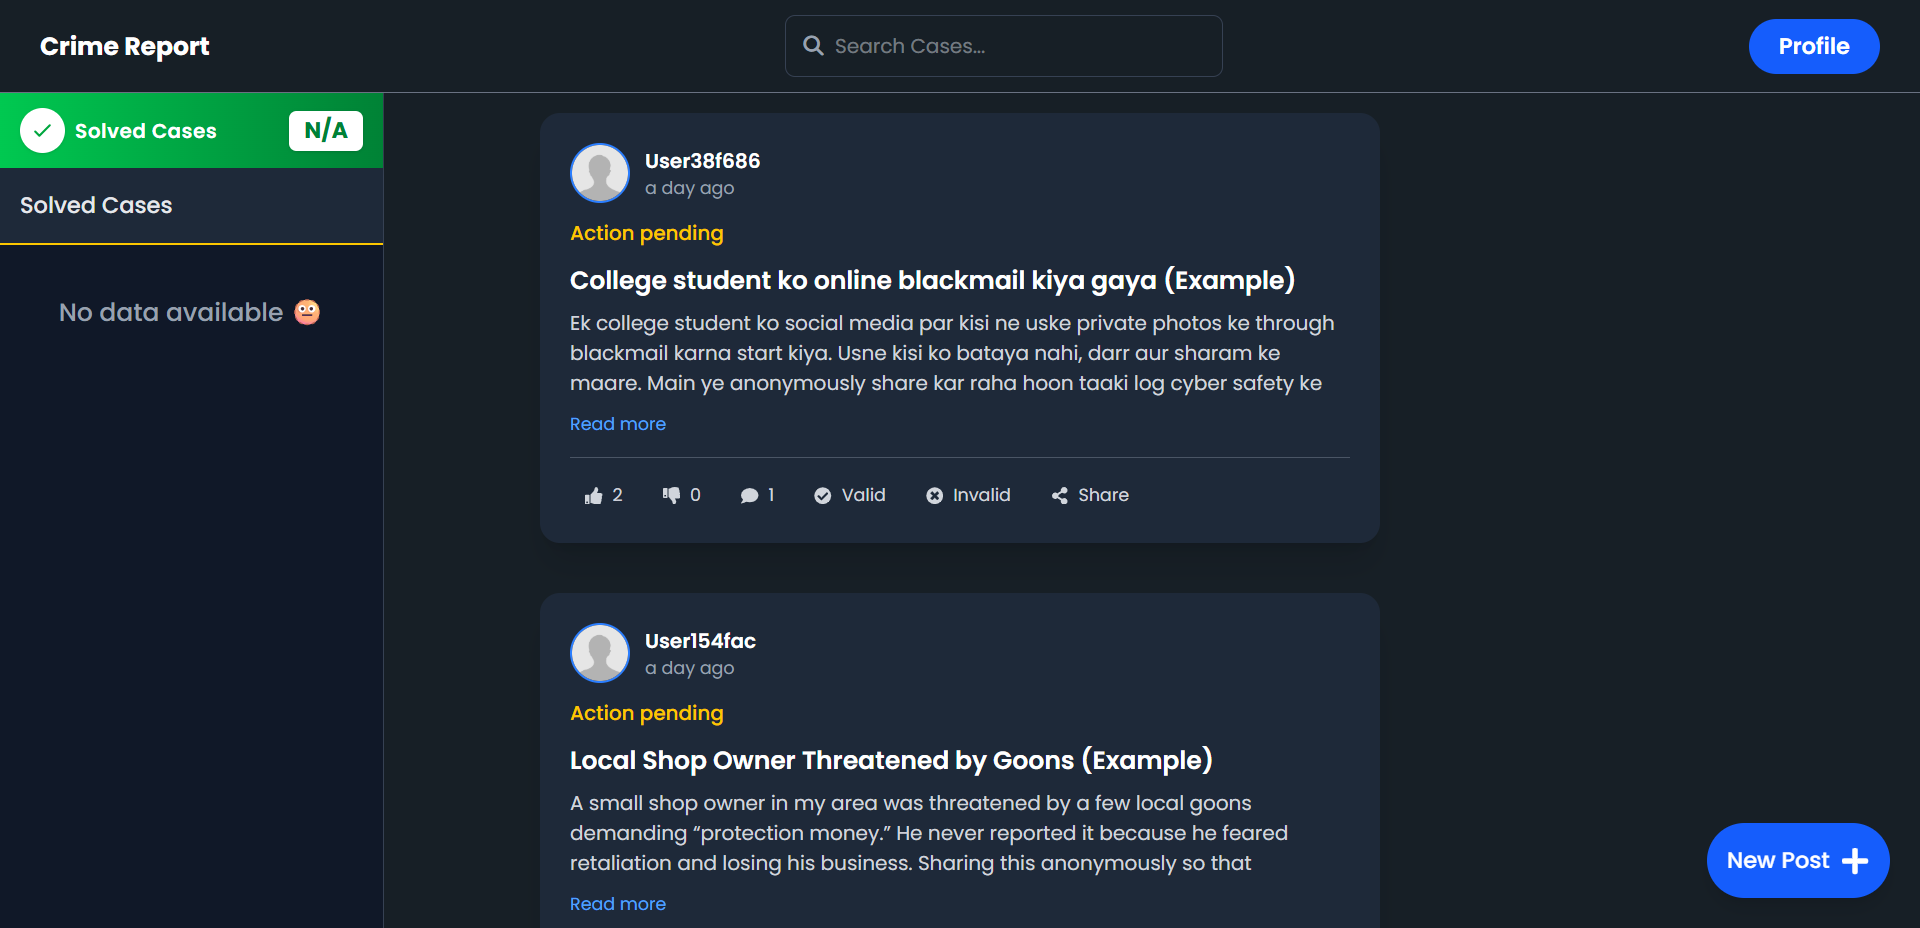 Crime Report
Search Cases...
Profile
Solved Cases
N/A
Solved Cases
No data available
User38f686
a day ago
Action pending
College student ko online blackmail kiya gaya (Example)
Ek college student ko social media par kisi ne uske private photos ke through
blackmail karna start kiya. Usne kisi ko bataya nahi, darr aur sharam ke
maare. Main ye anonymously share kar raha hoon taaki log cyber safety ke
Read more
2
0
1
Valid
Invalid
Share
User154fac
a day ago
Action pending
Local Shop Owner Threatened by Goons (Example)
A small shop owner in my area was threatened by a few local goons
demanding “protection money.” He never reported it because he feared
retaliation and losing his business. Sharing this anonymously so that
Read more
New Post